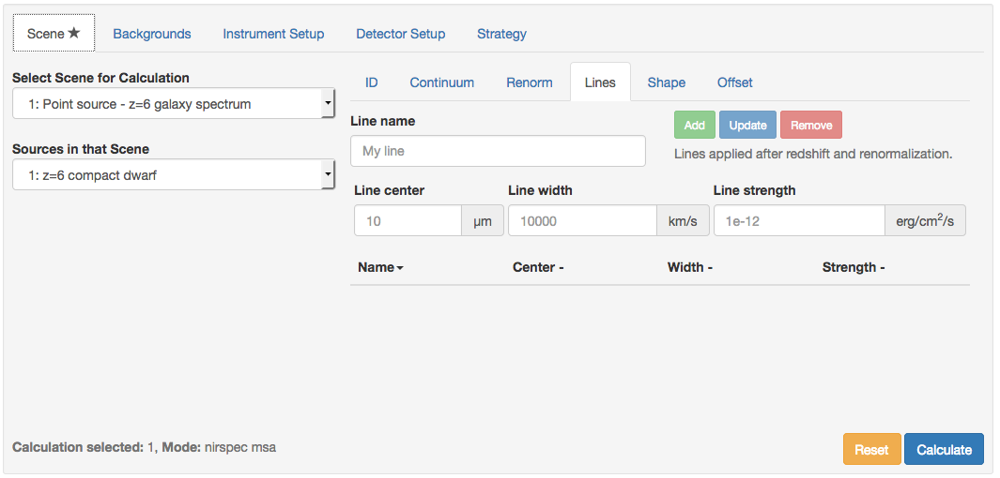 Scene ★ Backgrounds Instrument Setup Detector Setup Strategy
Select Scene for Calculation
1: Point source - z=6 galaxy spectrum
Sources in that Scene
1: z=6 compact dwarf
ID Continuum Renorm Lines Shape Offset
Line name
My line
Add Update Remove
Lines applied after redshift and renormalization.
Line center Line width Line strength
10 µm 10000 km/s 1e-12 erg/cm²/s
Name Center - Width - Strength -
Calculation selected: 1, Mode: nirspec msa
Reset Calculate